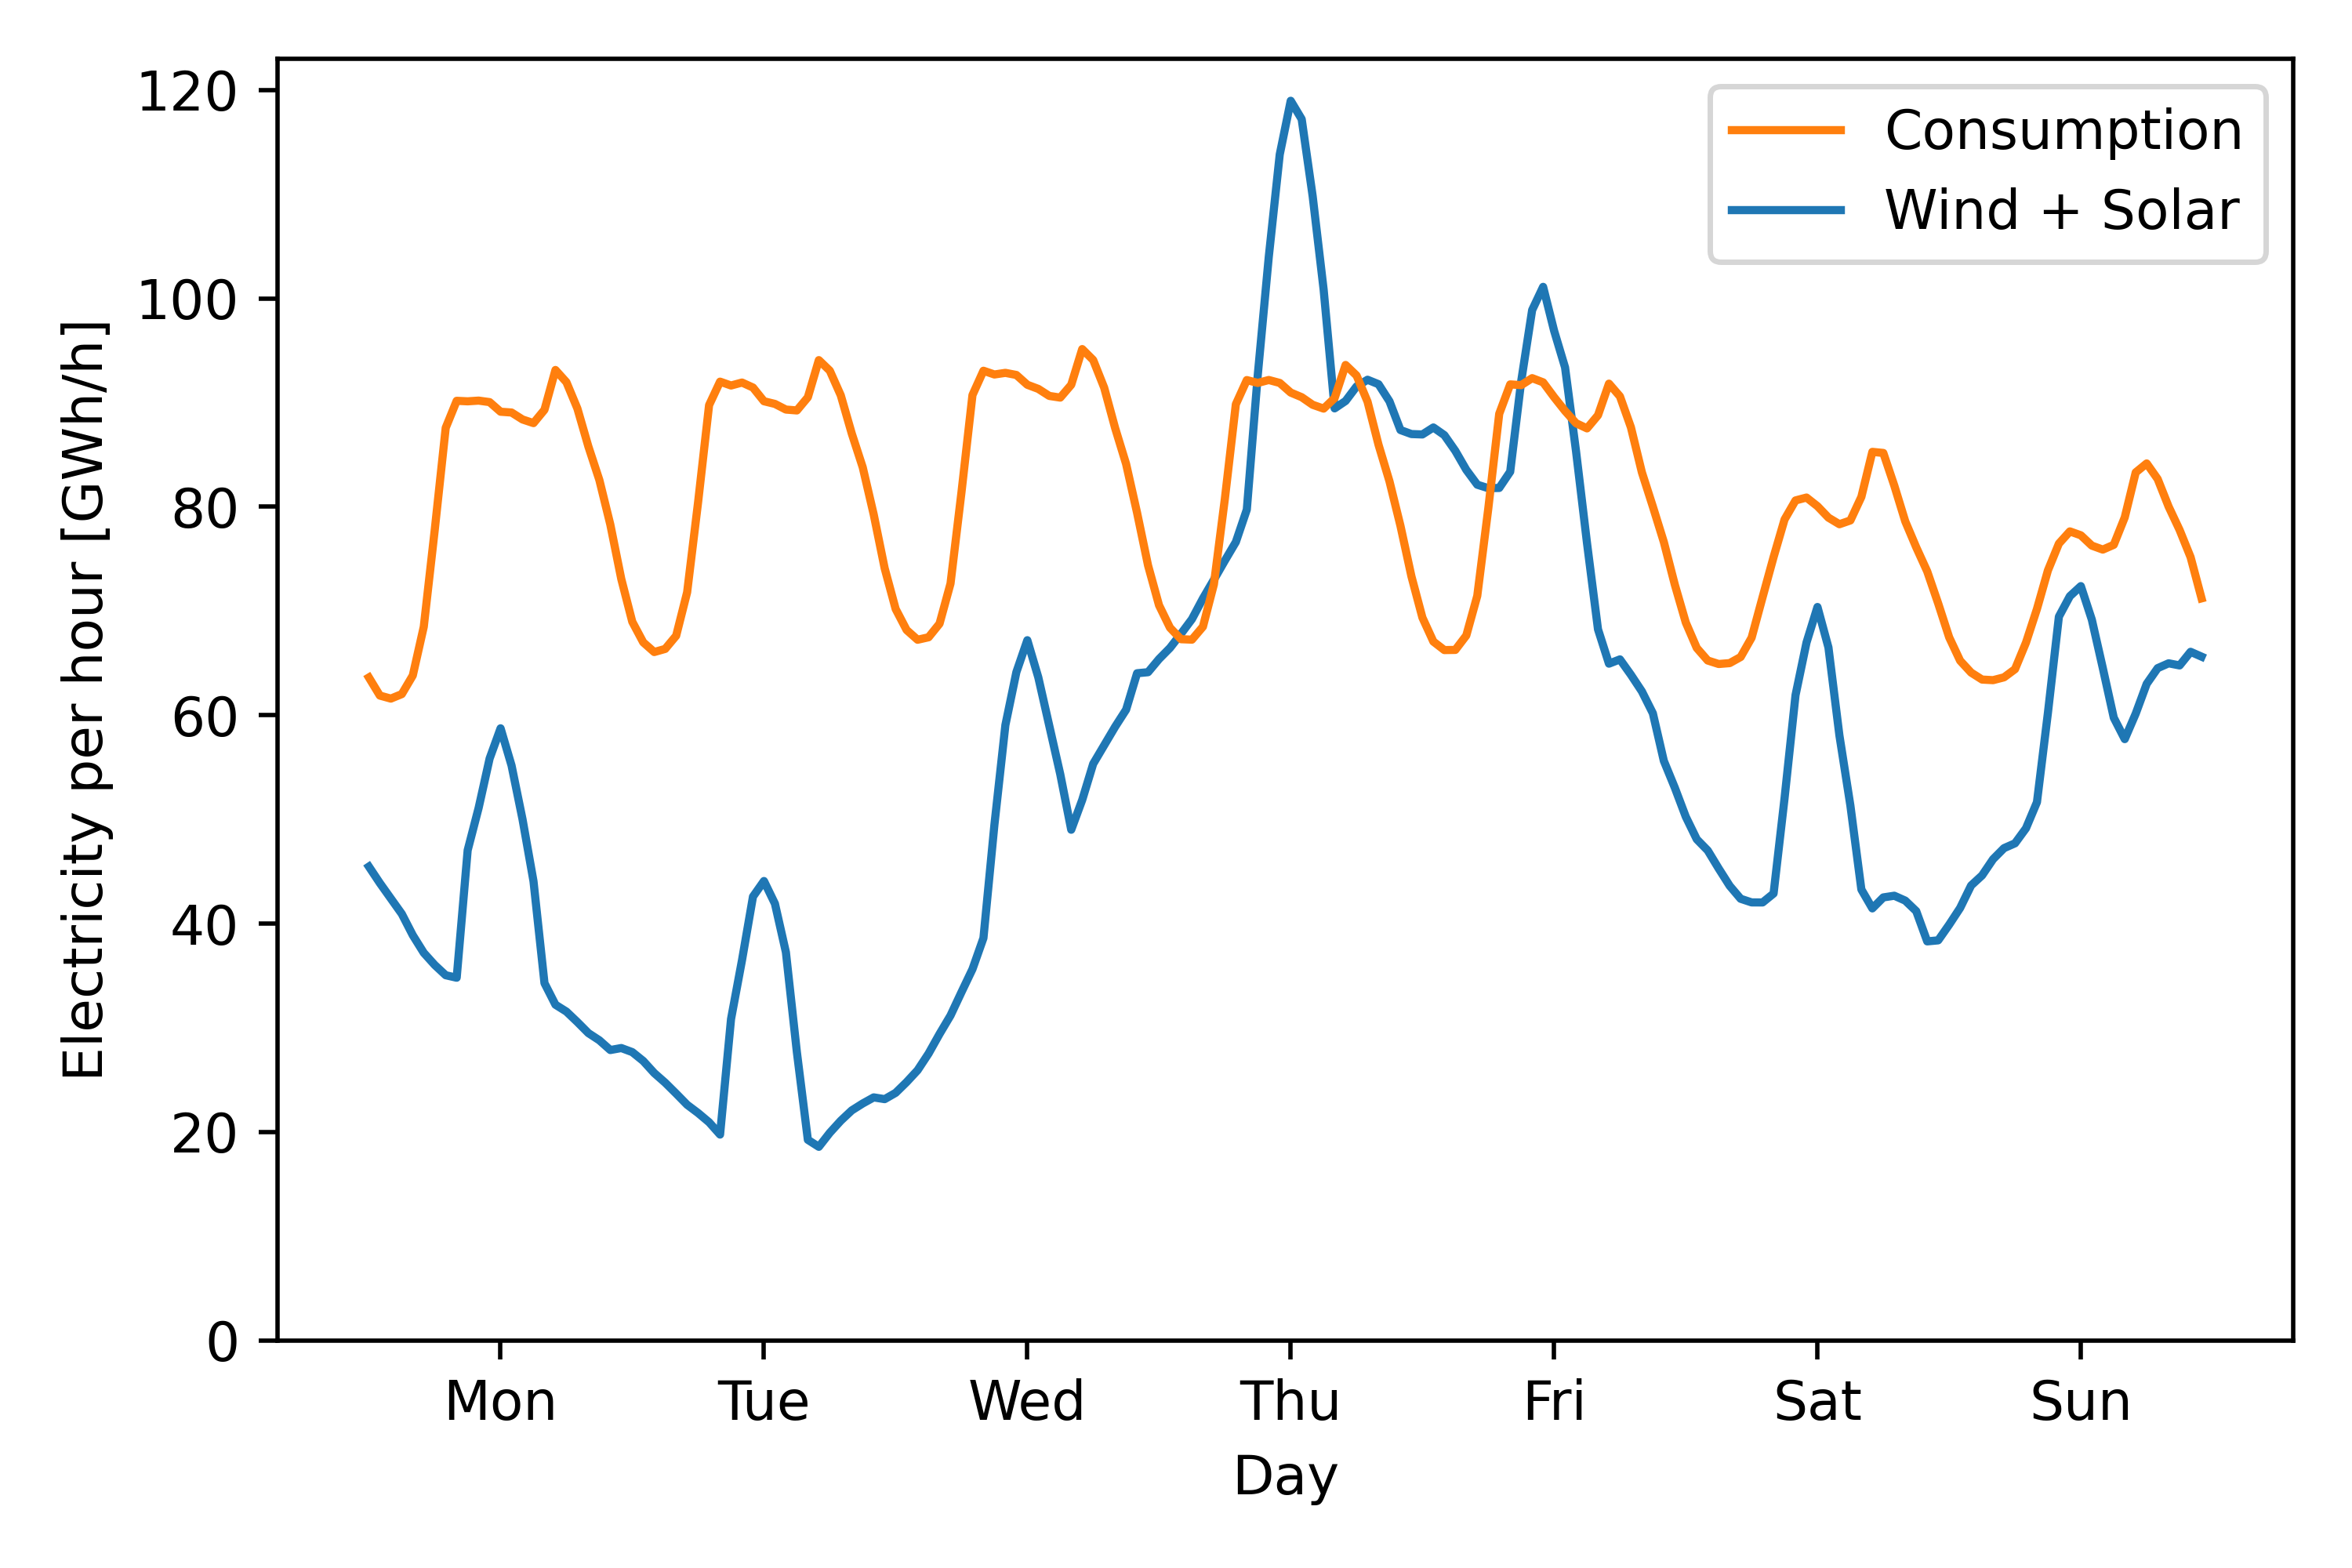 Consumption
Wind + Solar
Electricity per hour [GWh/h]
120
100
80
60
40
20
0
Mon Tue Wed Thu Fri Sat Sun
Day